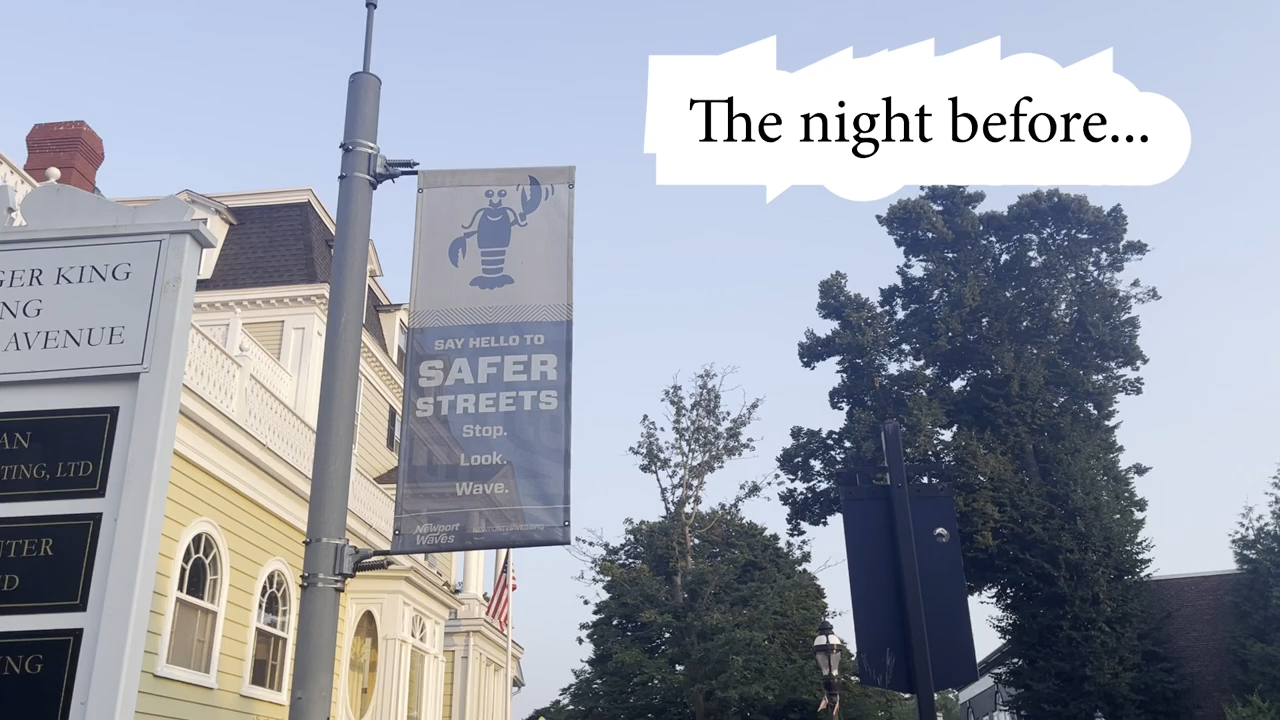 The night before...
GER KING
NG
AVENUE
AN
TING, LTD
NTER
D
ING
SAY HELLO TO
SAFER
STREETS
Stop.
Look.
Wave.
Newport
Waves